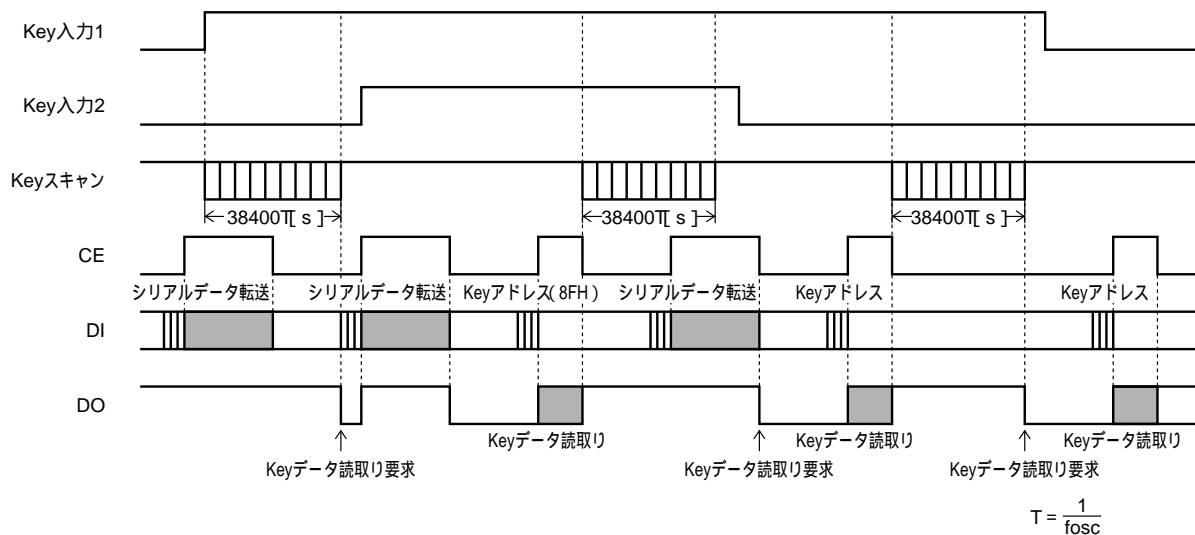 Key入力1
Key入力2
Keyスキャン
38400T[ s ]
38400T[ s ]
38400T[ s ]
CE
シリアルデータ転送
シリアルデータ転送
Keyアドレス( 8FH )
シリアルデータ転送
Keyアドレス
Keyアドレス
DI
DO
Keyデータ読取り
Keyデータ読取り
Keyデータ読取り
Keyデータ読取り要求
Keyデータ読取り要求
Keyデータ読取り要求
T = 1
fosc